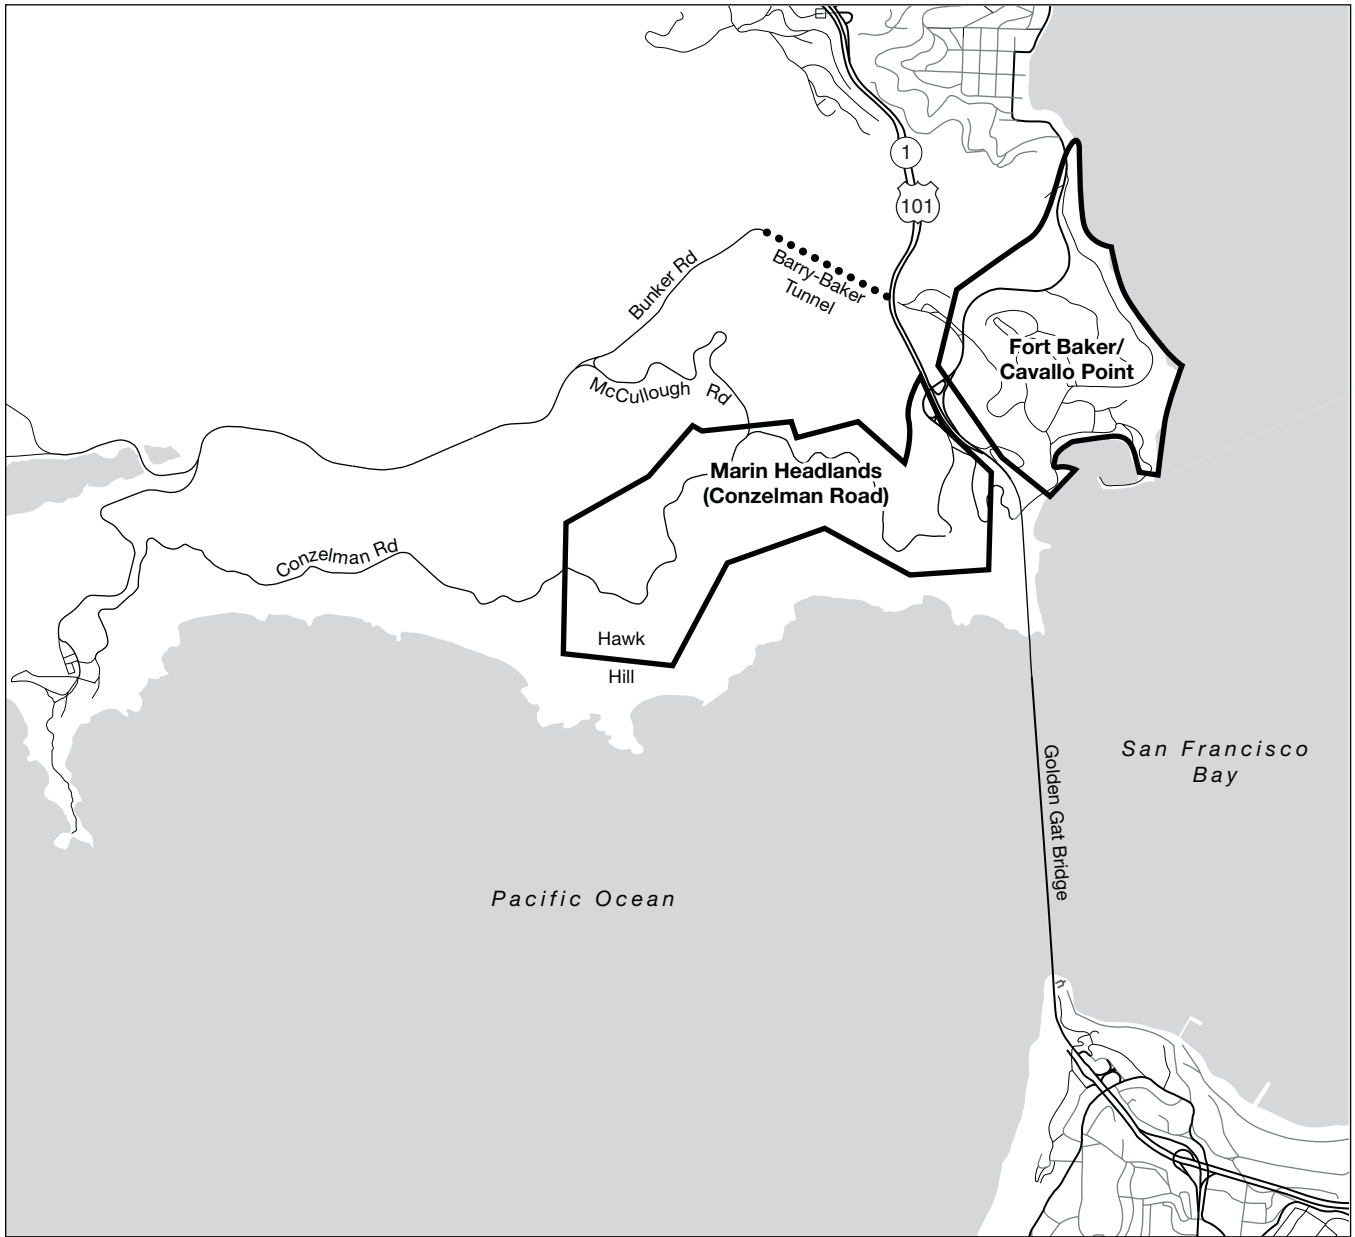 1
101
Bunker Rd
Barry-Baker
Tunnel
Fort Baker/
Cavallo Point
McCullough Rd
Marin Headlands
(Conzelman Road)
Conzelman Rd
Hawk
Hill
San Francisco
Bay
Golden Gat Bridge
Pacific Ocean